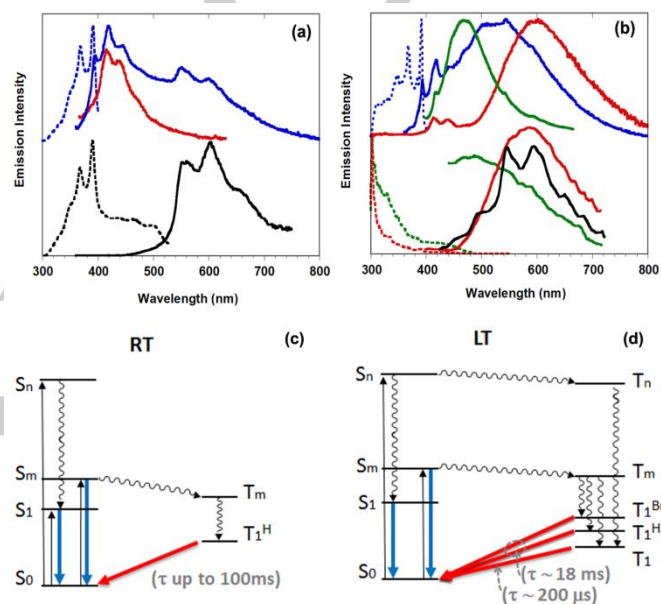 (a)
Emission Intensity
300 400 500 600 700 800
Wavelength (nm)
(b)
Emission Intensity
300 400 500 600 700 800
Wavelength (nm)
RT
(c)
Sn
Sm
S1
S0
Tm
T1H
(τ up to 100ms)
LT
(d)
Sn
Sm
S1
S0
Tn
Tm
T1Br
T1H
T1
(τ ~ 18 ms)
(τ ~ 200 µs)